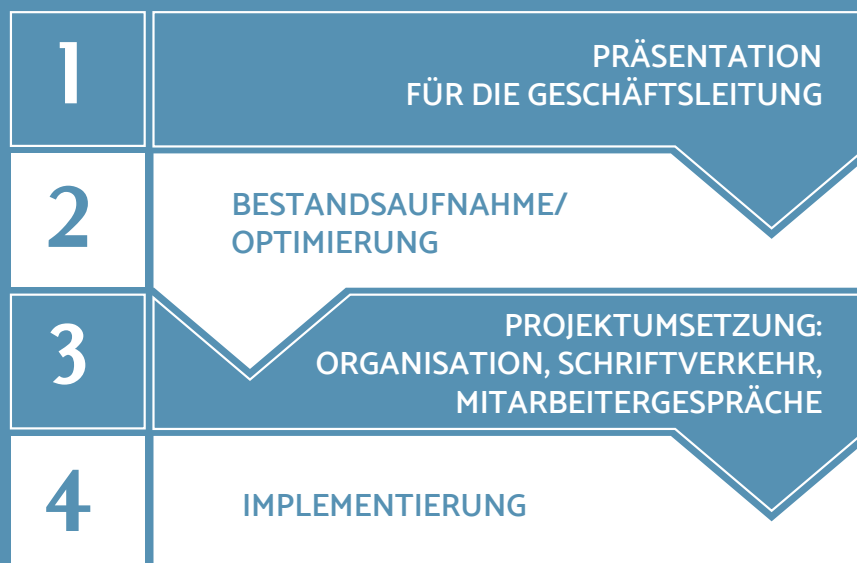 1
PRÄSENTATION
FÜR DIE GESCHÄFTSLEITUNG
2
BESTANDSAUFNAHME/
OPTIMIERUNG
3
PROJEKTUMSETZUNG:
ORGANISATION, SCHRIFTVERKEHR,
MITARBEITERGESPRÄCHE
4
IMPLEMENTIERUNG